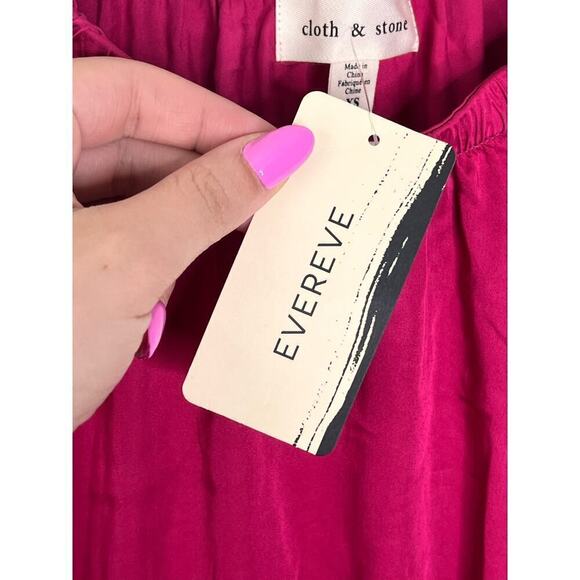 cloth & stone
Made in
China
Fabriqué en
Chine
XS
EVEREVE